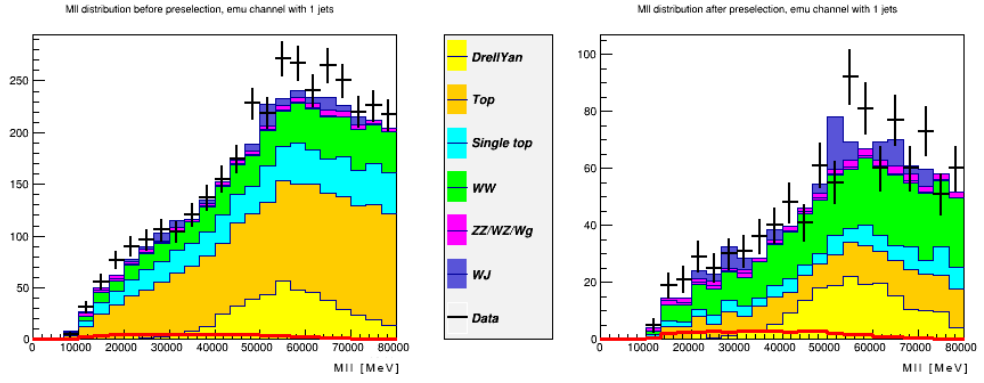 Mll distribution before preselection, emu channel with 1 jets
250
200
150
100
50
0
0 10000 20000 30000 40000 50000 60000 70000 80000
Mll [MeV]
DrellYan
Top
Single top
WW
ZZ/WZ/Wg
WJ
Data
Mll distribution after preselection, emu channel with 1 jets
100
80
60
40
20
0
0 10000 20000 30000 40000 50000 60000 70000 80000
Mll [MeV]